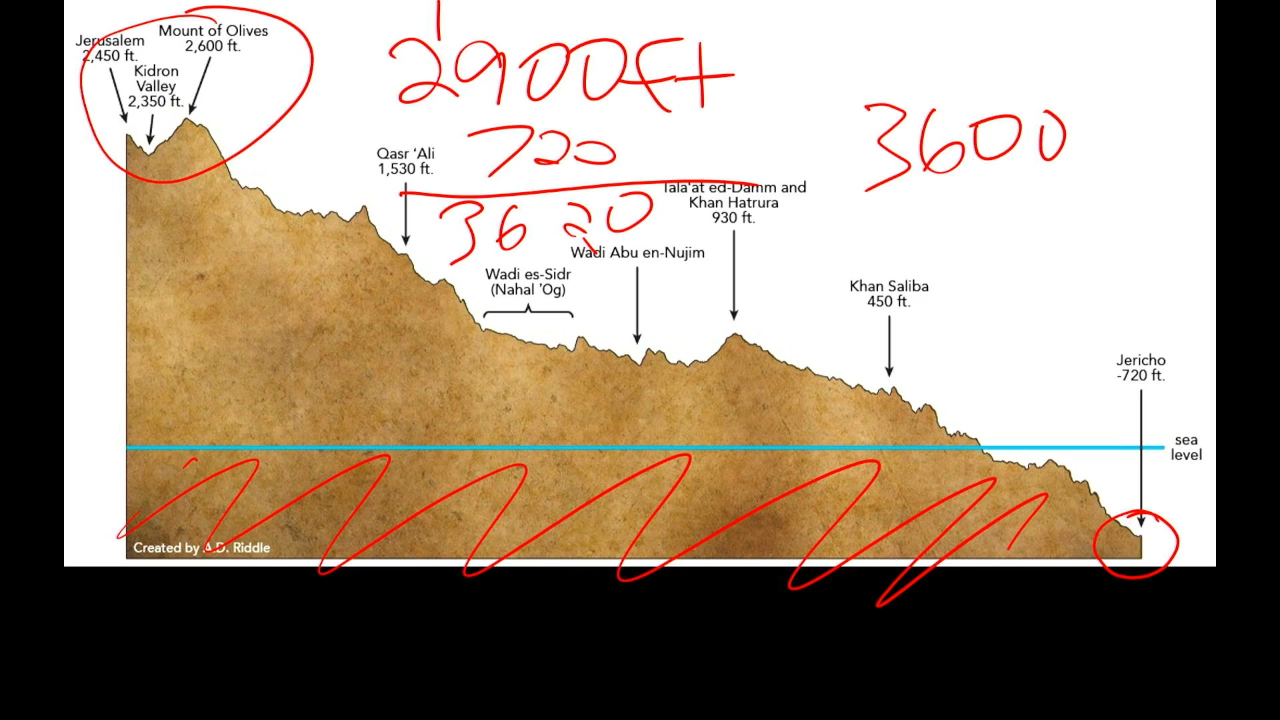 Jerusalem
2,450 ft.
Mount of Olives
2,600 ft.
Kidron
Valley
2,350 ft.
2900ft
720
3620
3600
Qasr ‘Ali
1,530 ft.
Tala‘at ed-Damm and
Khan Hatrura
930 ft.
Wadi Abu en-Nujim
Wadi es-Sidr
(Nahal ’Og)
Khan Saliba
450 ft.
Jericho
-720 ft.
sea
level
Created by A.D. Riddle